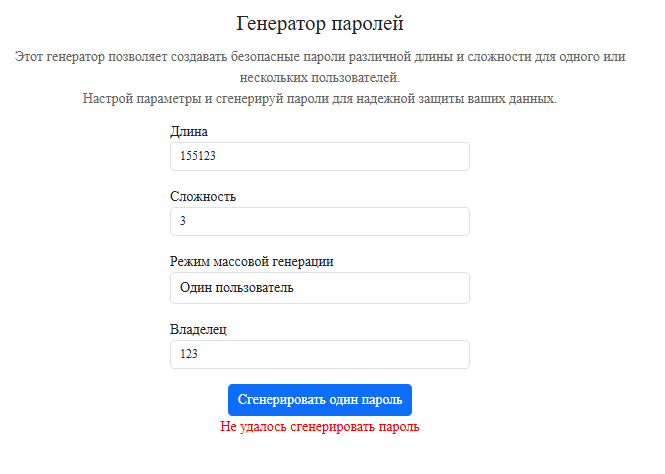 Генератор паролей
Этот генератор позволяет создавать безопасные пароли различной длины и сложности для одного или
нескольких пользователей.
Настрой параметры и сгенерируй пароли для надежной защиты ваших данных.
Длина
155123
Сложность
3
Режим массовой генерации
Один пользователь
Владелец
123
Сгенерировать один пароль
Не удалось сгенерировать пароль